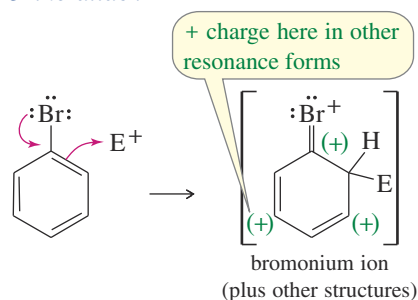 + charge here in other
resonance forms
:Br:
E+
:Br+
(+)
H
E
(+)
(+)
bromonium ion
(plus other structures)